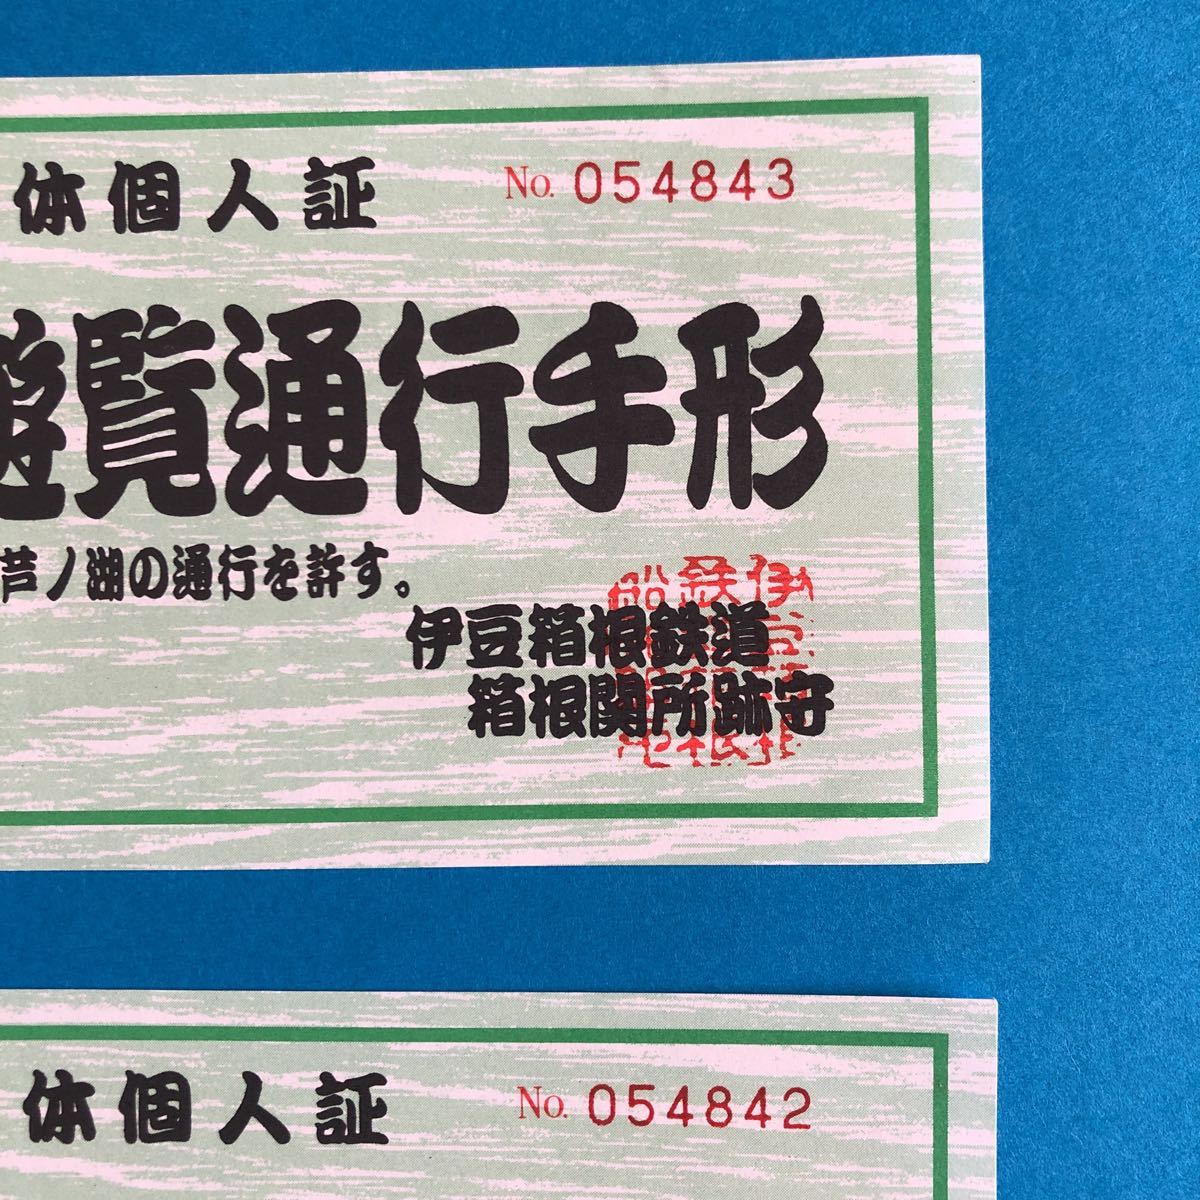 体個人証 No. 054843
遊覧通行手形
芦ノ湖の通行を許す。
伊豆箱根鉄道
箱根関所跡守
体個人証 No. 054842